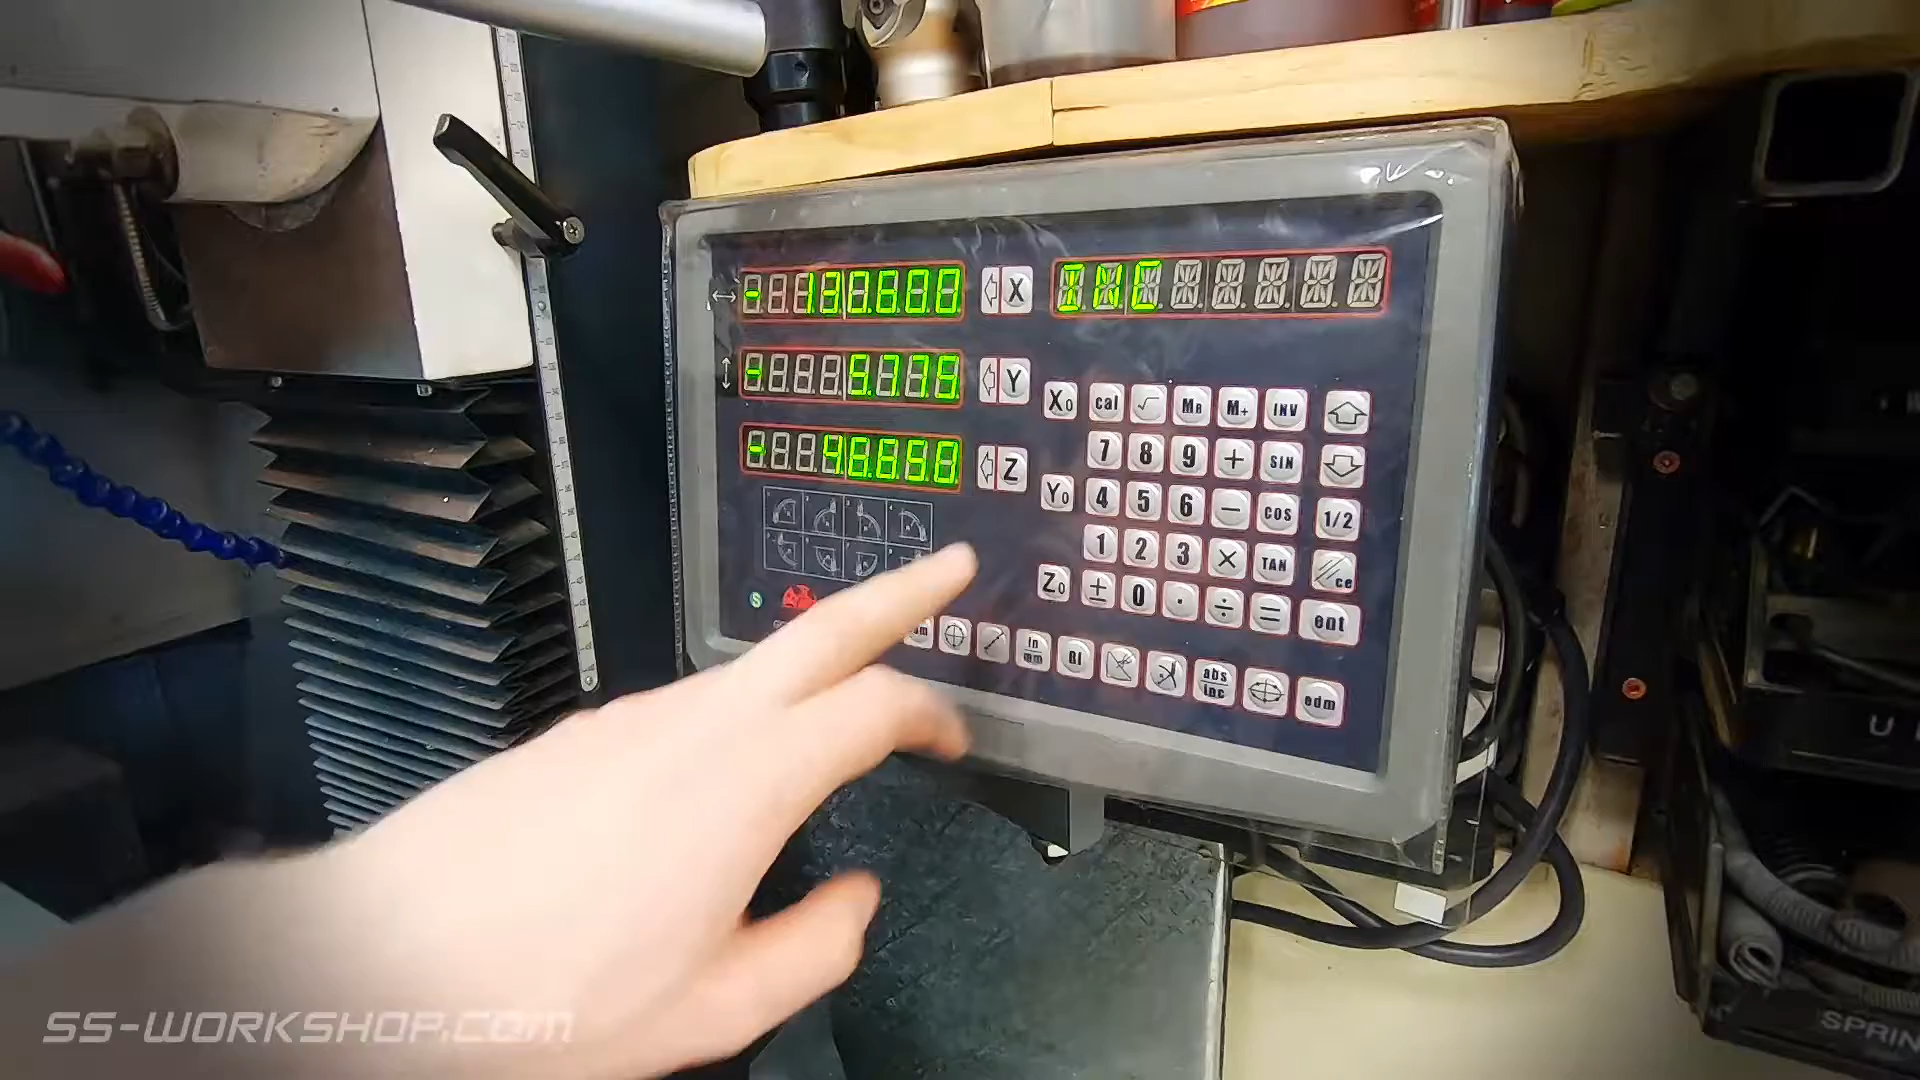 - 130.600
X
INC
- 5.775
Y
X0 cal √ MR M+ INV
- 48.650
Z
7 8 9 + SIN
Y0 4 5 6 − COS 1/2
1 2 3 × TAN ce
Z0 ± 0 . ÷ = ent
in
mm
RI
abs
inc
edm
S
SPRIN
SS-WORKSHOP.COM